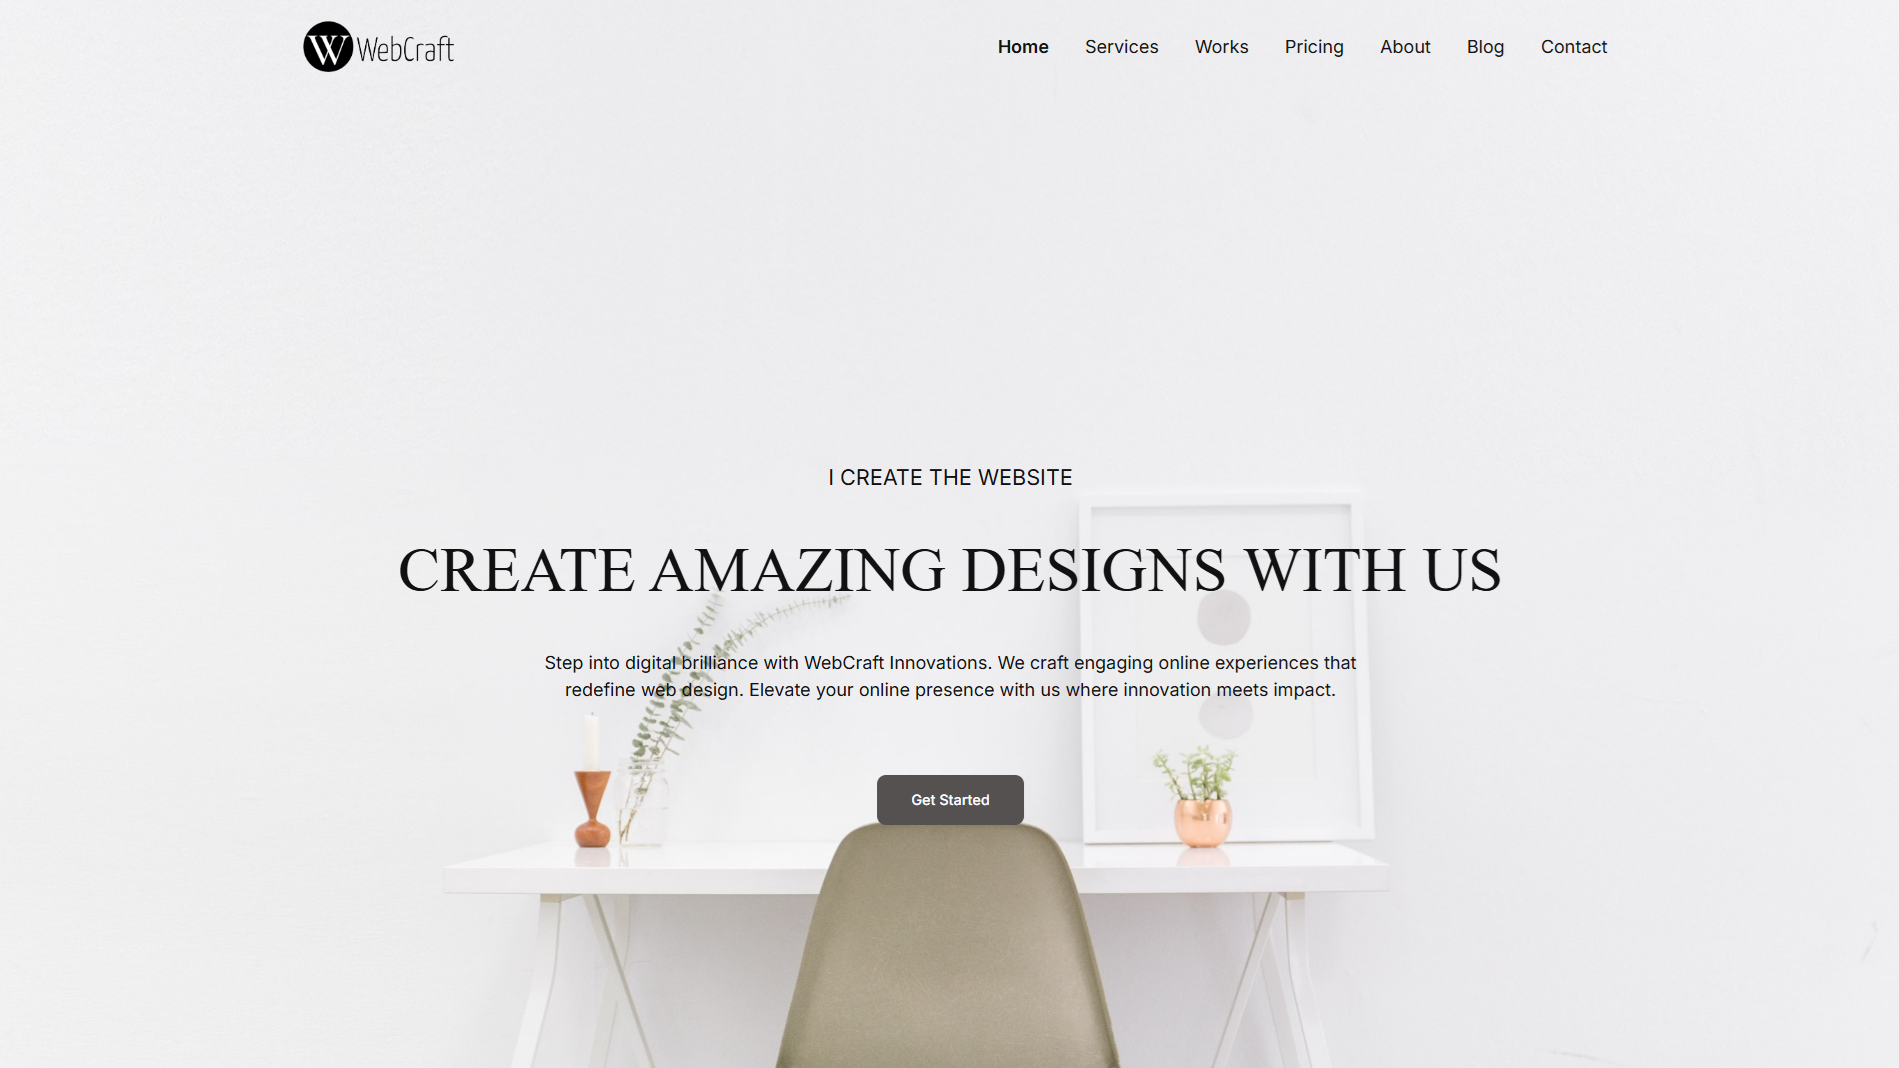 W WebCraft
Home Services Works Pricing About Blog Contact
I CREATE THE WEBSITE
CREATE AMAZING DESIGNS WITH US
Step into digital brilliance with WebCraft Innovations. We craft engaging online experiences that
redefine web design. Elevate your online presence with us where innovation meets impact.
Get Started